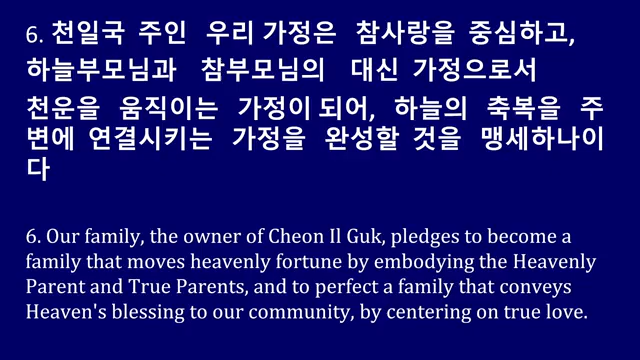 6. 천일국 주인 우리 가정은 참사랑을 중심하고,
하늘부모님과 참부모님의 대신 가정으로서
천운을 움직이는 가정이 되어, 하늘의 축복을 주
변에 연결시키는 가정을 완성할 것을 맹세하나이
다
6. Our family, the owner of Cheon Il Guk, pledges to become a
family that moves heavenly fortune by embodying the Heavenly
Parent and True Parents, and to perfect a family that conveys
Heaven's blessing to our community, by centering on true love.